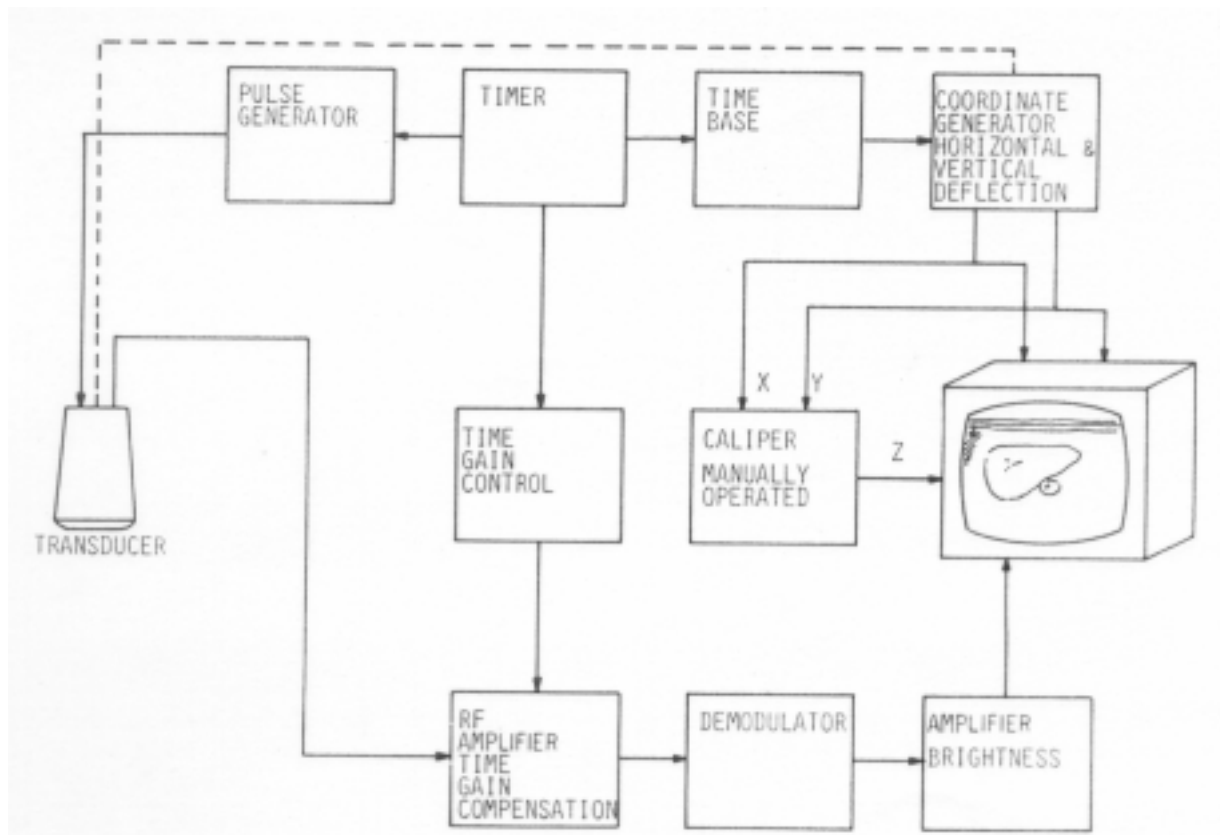 PULSE
GENERATOR
TIMER
TIME
BASE
COORDINATE
GENERATOR
HORIZONTAL &
VERTICAL
DEFLECTION
X
Y
Z
TRANSDUCER
TIME
GAIN
CONTROL
CALIPER
MANUALLY
OPERATED
RF
AMPLIFIER
TIME
GAIN
COMPENSATION
DEMODULATOR
AMPLIFIER
BRIGHTNESS